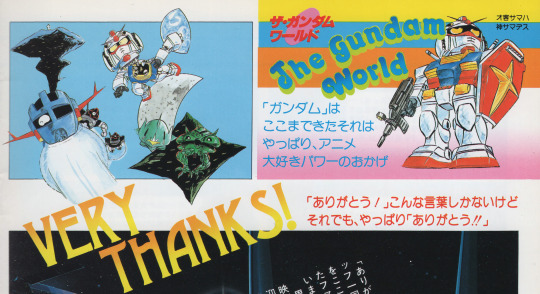 ザ・ガンダム
ワールド
The Gundam
World
オ客サマハ
神サマデス
「ガンダム」は
ここまできたそれは
やっぱり、アニメ
大好きパワーのおかげ
VERY
THANKS!
「ありがとう!」こんな言葉しかないけど
それでも、やっぱり「ありがとう!!」